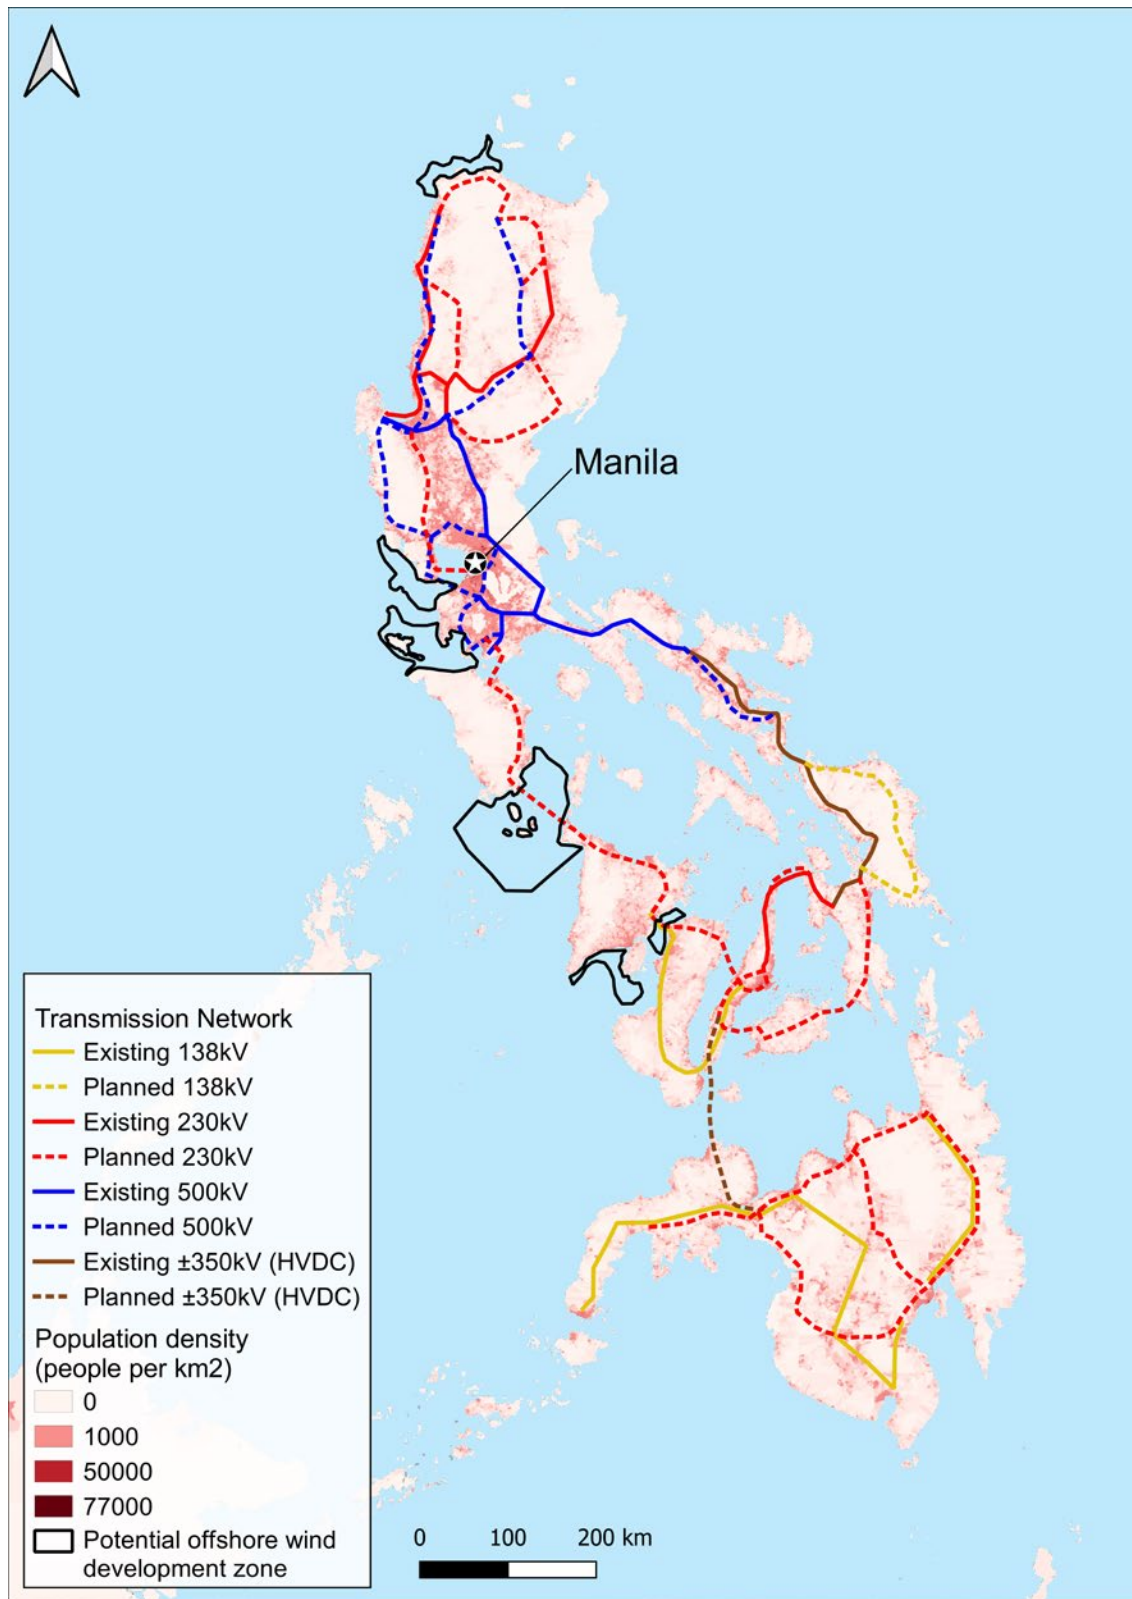 Manila
Transmission Network
Existing 138kV
Planned 138kV
Existing 230kV
Planned 230kV
Existing 500kV
Planned 500kV
Existing ±350kV (HVDC)
Planned ±350kV (HVDC)
Population density
(people per km2)
0
1000
50000
77000
Potential offshore wind
development zone
0 100 200 km